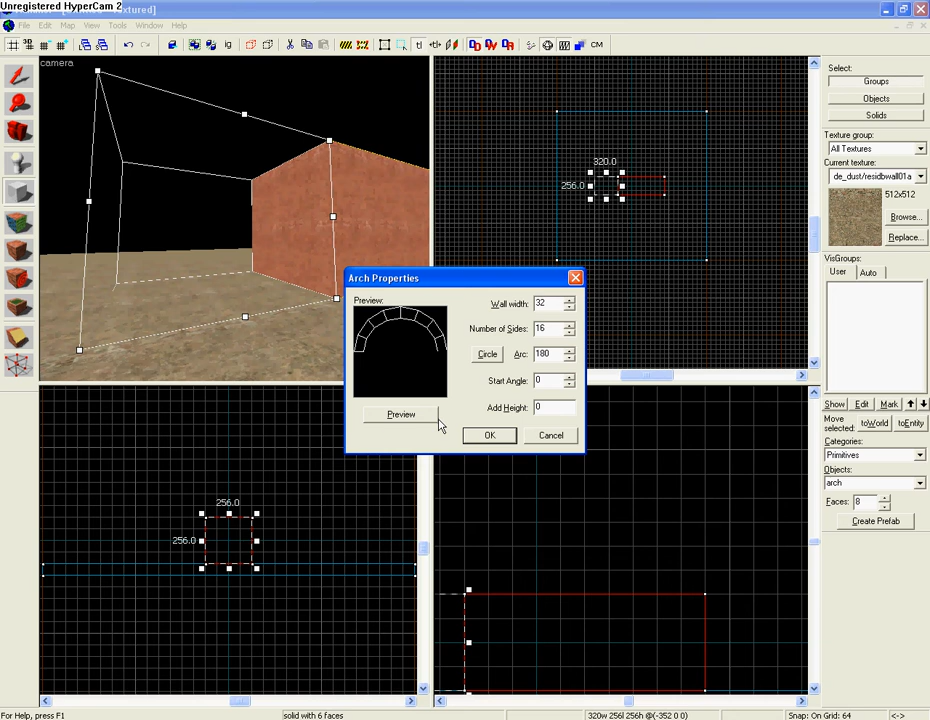 Unregistered HyperCam 2
File Edit Map View Tools Window Help
3D
ig
tl
+tl
CM
camera
320.0
256.0
256.0
256.0
Arch Properties
Preview:
Wall width: 32
Number of Sides: 16
Circle
Arc: 180
Start Angle: 0
Add Height: 0
Preview
OK
Cancel
Select:
Groups
Objects
Solids
Texture group:
All Textures
Current texture:
de_dust/residbwall01a
512x512
Browse...
Replace...
VisGroups:
User Auto
Show Edit Mark
Move
selected:
toWorld
toEntity
Categories:
Primitives
Objects:
arch
Faces: 8
Create Prefab
For Help, press F1
solid with 6 faces
320w 256l 256h @(-352 0 0)
Snap: On Grid: 64
<->